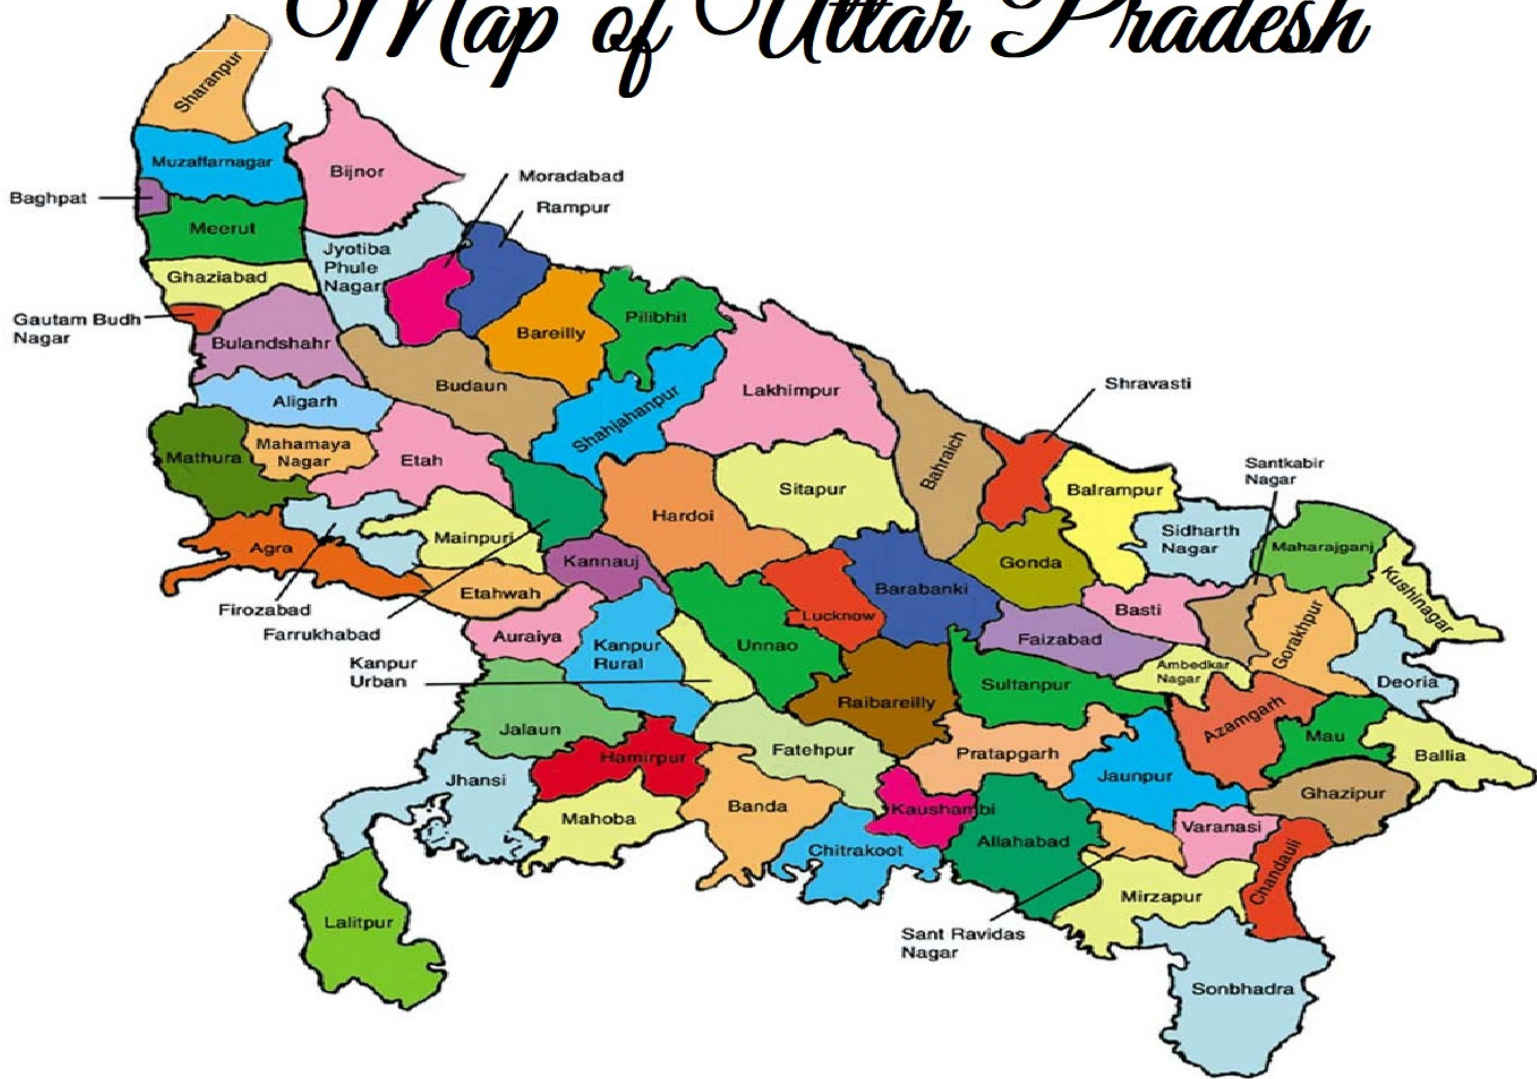 Map of Uttar Pradesh
Sharanpur
Muzaffarnagar
Bijnor
Moradabad
Baghpat
Rampur
Meerut
Jyotiba
Phule
Nagar
Ghaziabad
Gautam Budh
Nagar
Pilibhit
Bareilly
Bulandshahr
Budaun
Lakhimpur
Shravasti
Aligarh
Shahjahanpur
Mahamaya
Nagar
Mathura
Etah
Bahraich
Santkabir
Nagar
Sitapur
Balrampur
Hardoi
Sidharth
Nagar
Mainpuri
Agra
Maharajganj
Kannauj
Gonda
Kushinagar
Barabanki
Etahwah
Firozabad
Basti
Lucknow
Farrukhabad
Auraiya
Gorakhpur
Faizabad
Unnao
Kanpur
Rural
Kanpur
Urban
Ambedkar
Nagar
Sultanpur
Deoria
Raibareilly
Azamgarh
Jalaun
Mau
Fatehpur
Pratapgarh
Hamirpur
Ballia
Jaunpur
Jhansi
Ghazipur
Banda
Kaushambi
Mahoba
Varanasi
Allahabad
Chitrakoot
Chandauli
Mirzapur
Lalitpur
Sant Ravidas
Nagar
Sonbhadra